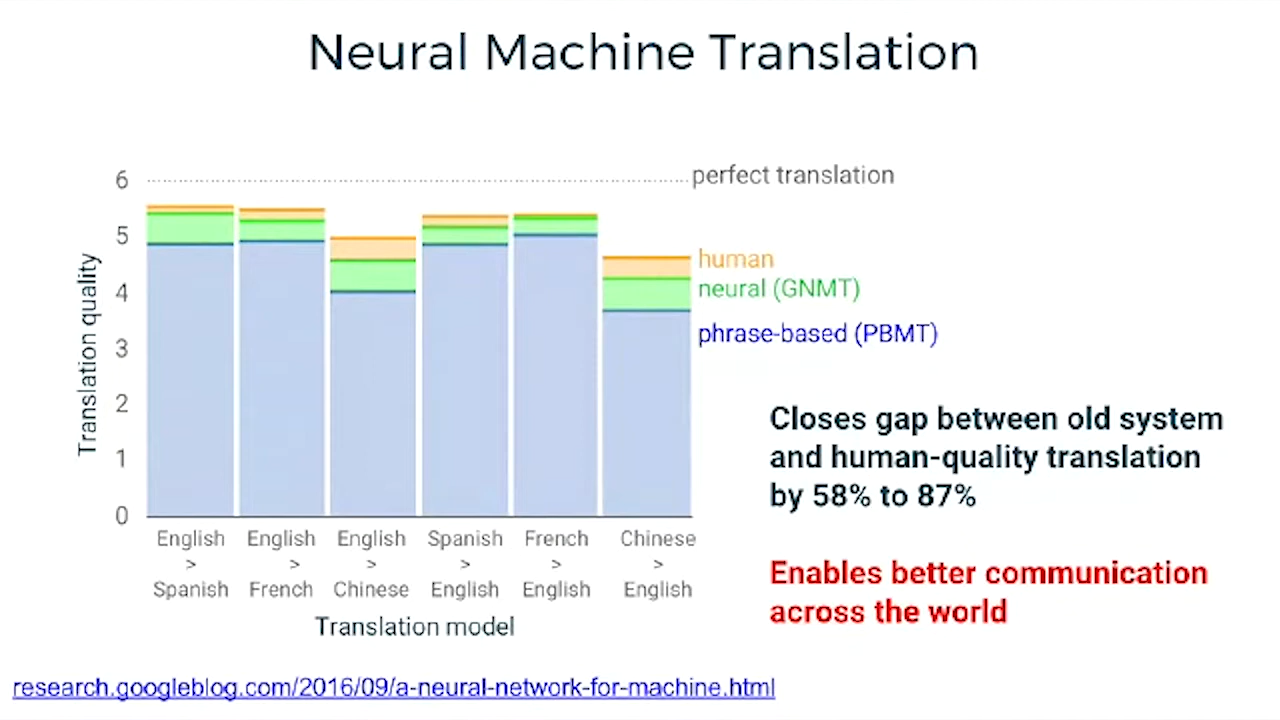 Neural Machine Translation
6
5
4
3
2
1
0
Translation quality
perfect translation
human
neural (GNMT)
phrase-based (PBMT)
English > Spanish
English > French
English > Chinese
Spanish > English
French > English
Chinese > English
Translation model
Closes gap between old system
and human-quality translation
by 58% to 87%
Enables better communication
across the world
research.googleblog.com/2016/09/a-neural-network-for-machine.html